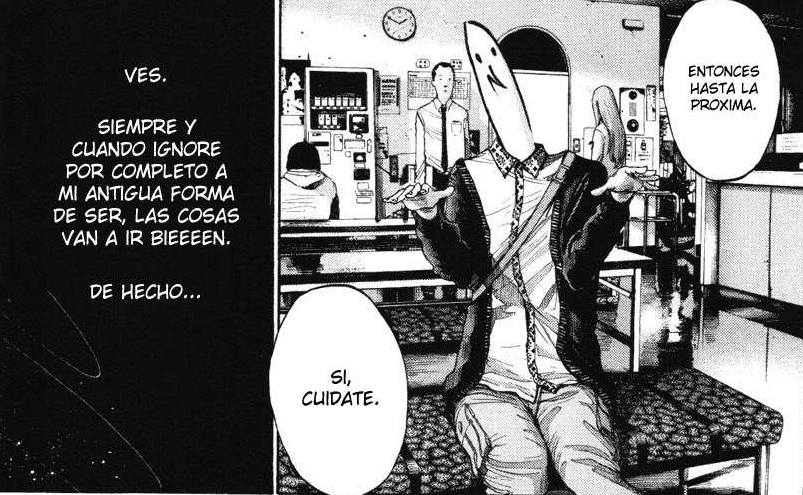 VES.
SIEMPRE Y
CUANDO IGNORE
POR COMPLETO A
MI ANTIGUA FORMA
DE SER, LAS COSAS
VAN A IR BIEEEEN.
DE HECHO...
ENTONCES
HASTA LA
PROXIMA.
SI,
CUIDATE.